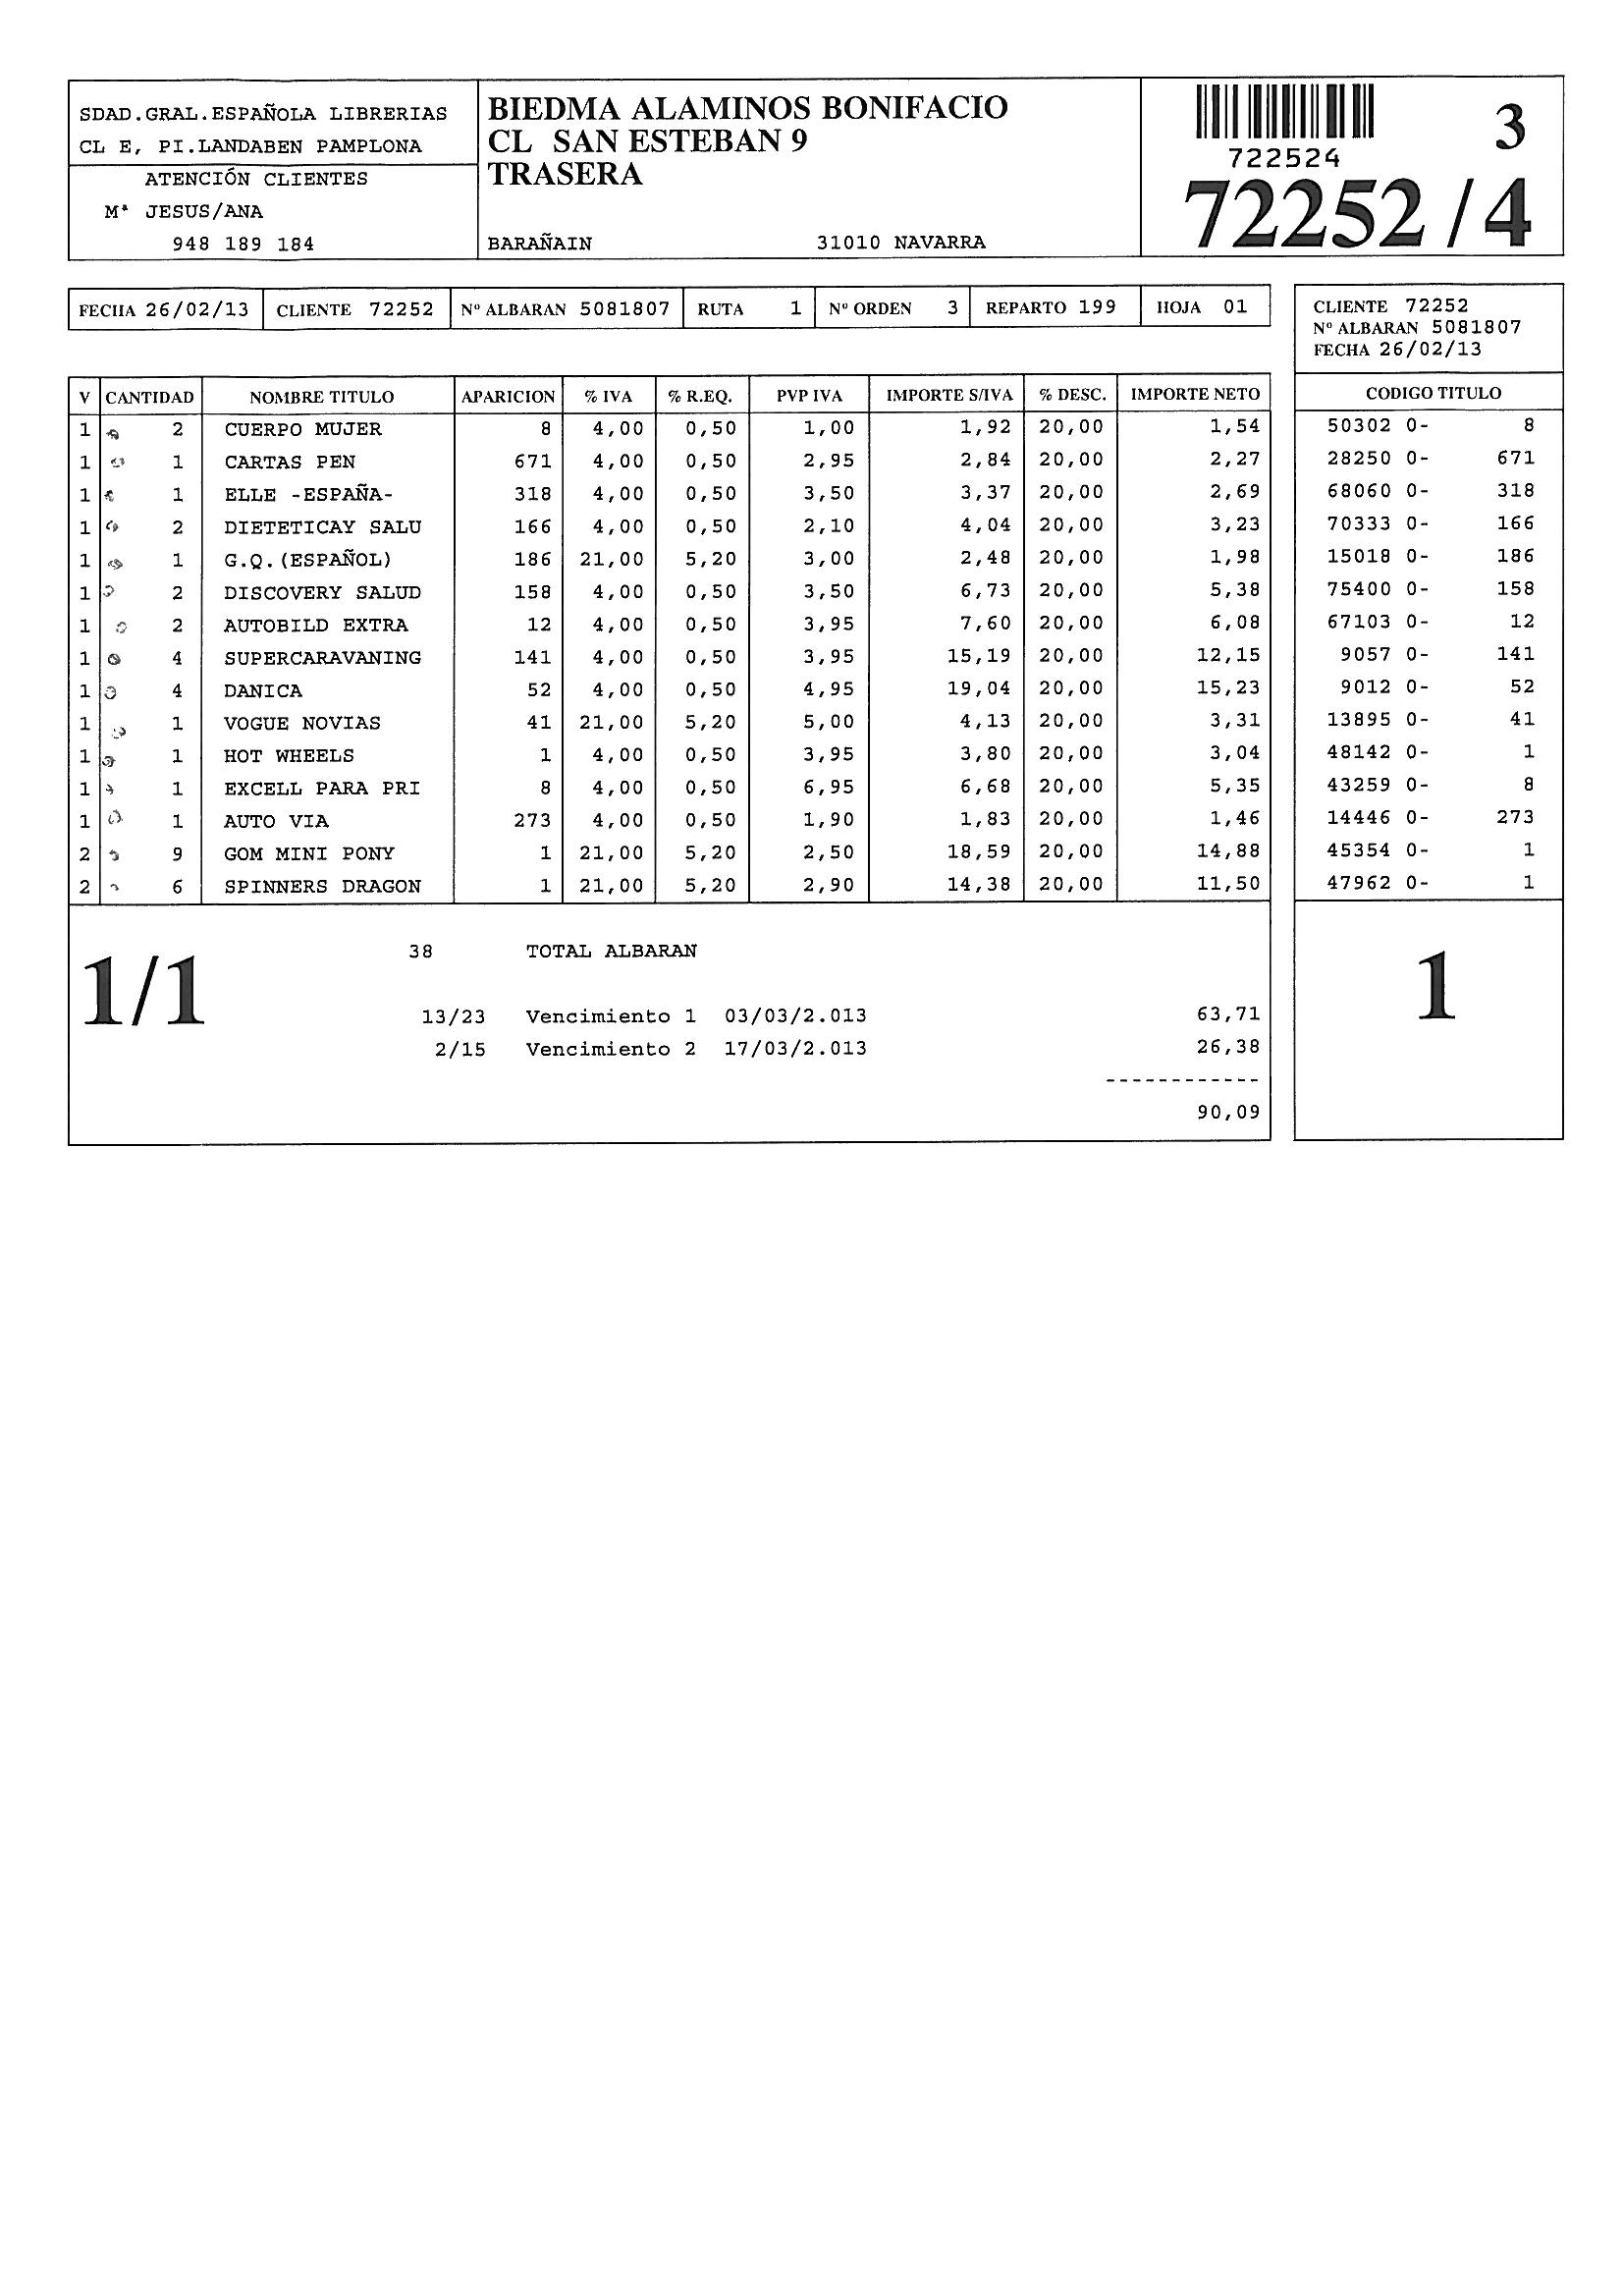 SDAD.GRAL.ESPAÑOLA LIBRERIAS
CL E, PI.LANDABEN PAMPLONA
ATENCIÓN CLIENTES
Mª JESUS/ANA
948 189 184
BIEDMA ALAMINOS BONIFACIO
CL SAN ESTEBAN 9
TRASERA
BARAÑAIN 31010 NAVARRA
3
722524
72252 / 4
FECHA 26/02/13 CLIENTE 72252 Nº ALBARAN 5081807 RUTA 1 Nº ORDEN 3 REPARTO 199 HOJA 01
CLIENTE 72252
Nº ALBARAN 5081807
FECHA 26/02/13
V CANTIDAD NOMBRE TITULO APARICION % IVA % R.EQ. PVP IVA IMPORTE S/IVA % DESC. IMPORTE NETO CODIGO TITULO
1 2 CUERPO MUJER 8 4,00 0,50 1,00 1,92 20,00 1,54 50302 0- 8
1 1 CARTAS PEN 671 4,00 0,50 2,95 2,84 20,00 2,27 28250 0- 671
1 1 ELLE -ESPAÑA- 318 4,00 0,50 3,50 3,37 20,00 2,69 68060 0- 318
1 2 DIETETICAY SALU 166 4,00 0,50 2,10 4,04 20,00 3,23 70333 0- 166
1 1 G.Q.(ESPAÑOL) 186 21,00 5,20 3,00 2,48 20,00 1,98 15018 0- 186
1 2 DISCOVERY SALUD 158 4,00 0,50 3,50 6,73 20,00 5,38 75400 0- 158
1 2 AUTOBILD EXTRA 12 4,00 0,50 3,95 7,60 20,00 6,08 67103 0- 12
1 4 SUPERCARAVANING 141 4,00 0,50 3,95 15,19 20,00 12,15 9057 0- 141
1 4 DANICA 52 4,00 0,50 4,95 19,04 20,00 15,23 9012 0- 52
1 1 VOGUE NOVIAS 41 21,00 5,20 5,00 4,13 20,00 3,31 13895 0- 41
1 1 HOT WHEELS 1 4,00 0,50 3,95 3,80 20,00 3,04 48142 0- 1
1 1 EXCELL PARA PRI 8 4,00 0,50 6,95 6,68 20,00 5,35 43259 0- 8
1 1 AUTO VIA 273 4,00 0,50 1,90 1,83 20,00 1,46 14446 0- 273
2 9 GOM MINI PONY 1 21,00 5,20 2,50 18,59 20,00 14,88 45354 0- 1
2 6 SPINNERS DRAGON 1 21,00 5,20 2,90 14,38 20,00 11,50 47962 0- 1
38 TOTAL ALBARAN
1/1
1
13/23 Vencimiento 1 03/03/2.013 63,71
2/15 Vencimiento 2 17/03/2.013 26,38
------------
90,09